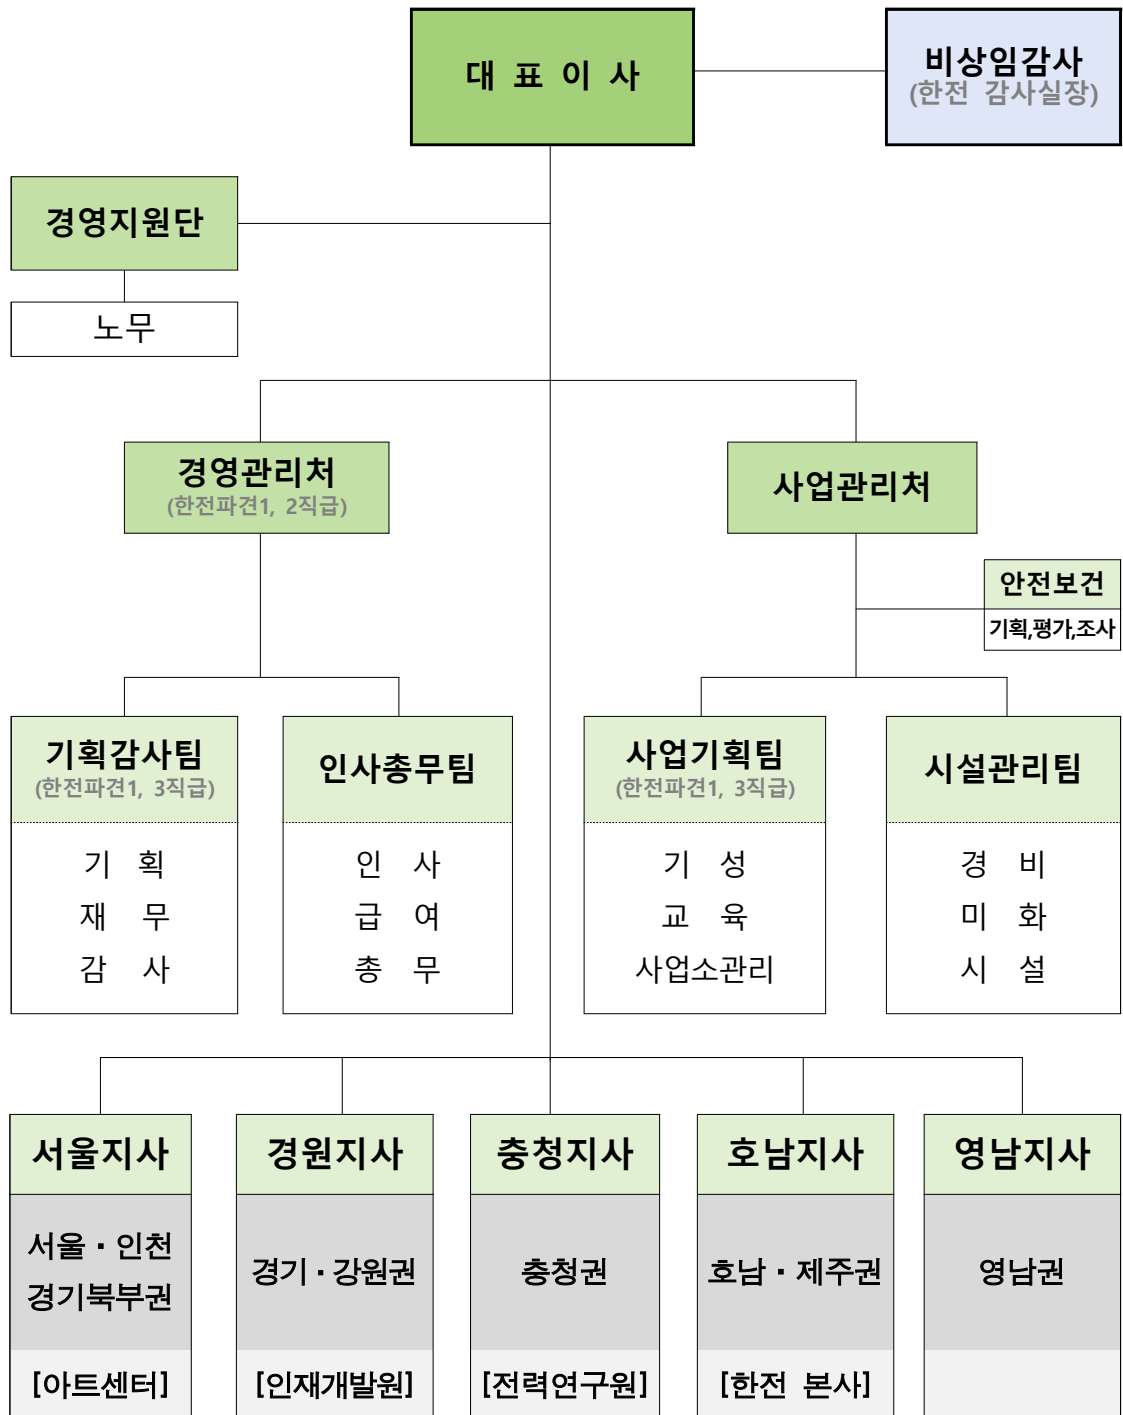 대 표 이 사
비상임감사
(한전 감사실장)
경영지원단
노무
경영관리처
(한전파견1, 2직급)
사업관리처
안전보건
기획,평가,조사
기획감사팀
(한전파견1, 3직급)
기 획
재 무
감 사
인사총무팀
인 사
급 여
총 무
사업기획팀
(한전파견1, 3직급)
기 성
교 육
사업소관리
시설관리팀
경 비
미 화
시 설
서울지사
서울·인천
경기북부권
[아트센터]
경원지사
경기·강원권
[인재개발원]
충청지사
충청권
[전력연구원]
호남지사
호남·제주권
[한전 본사]
영남지사
영남권